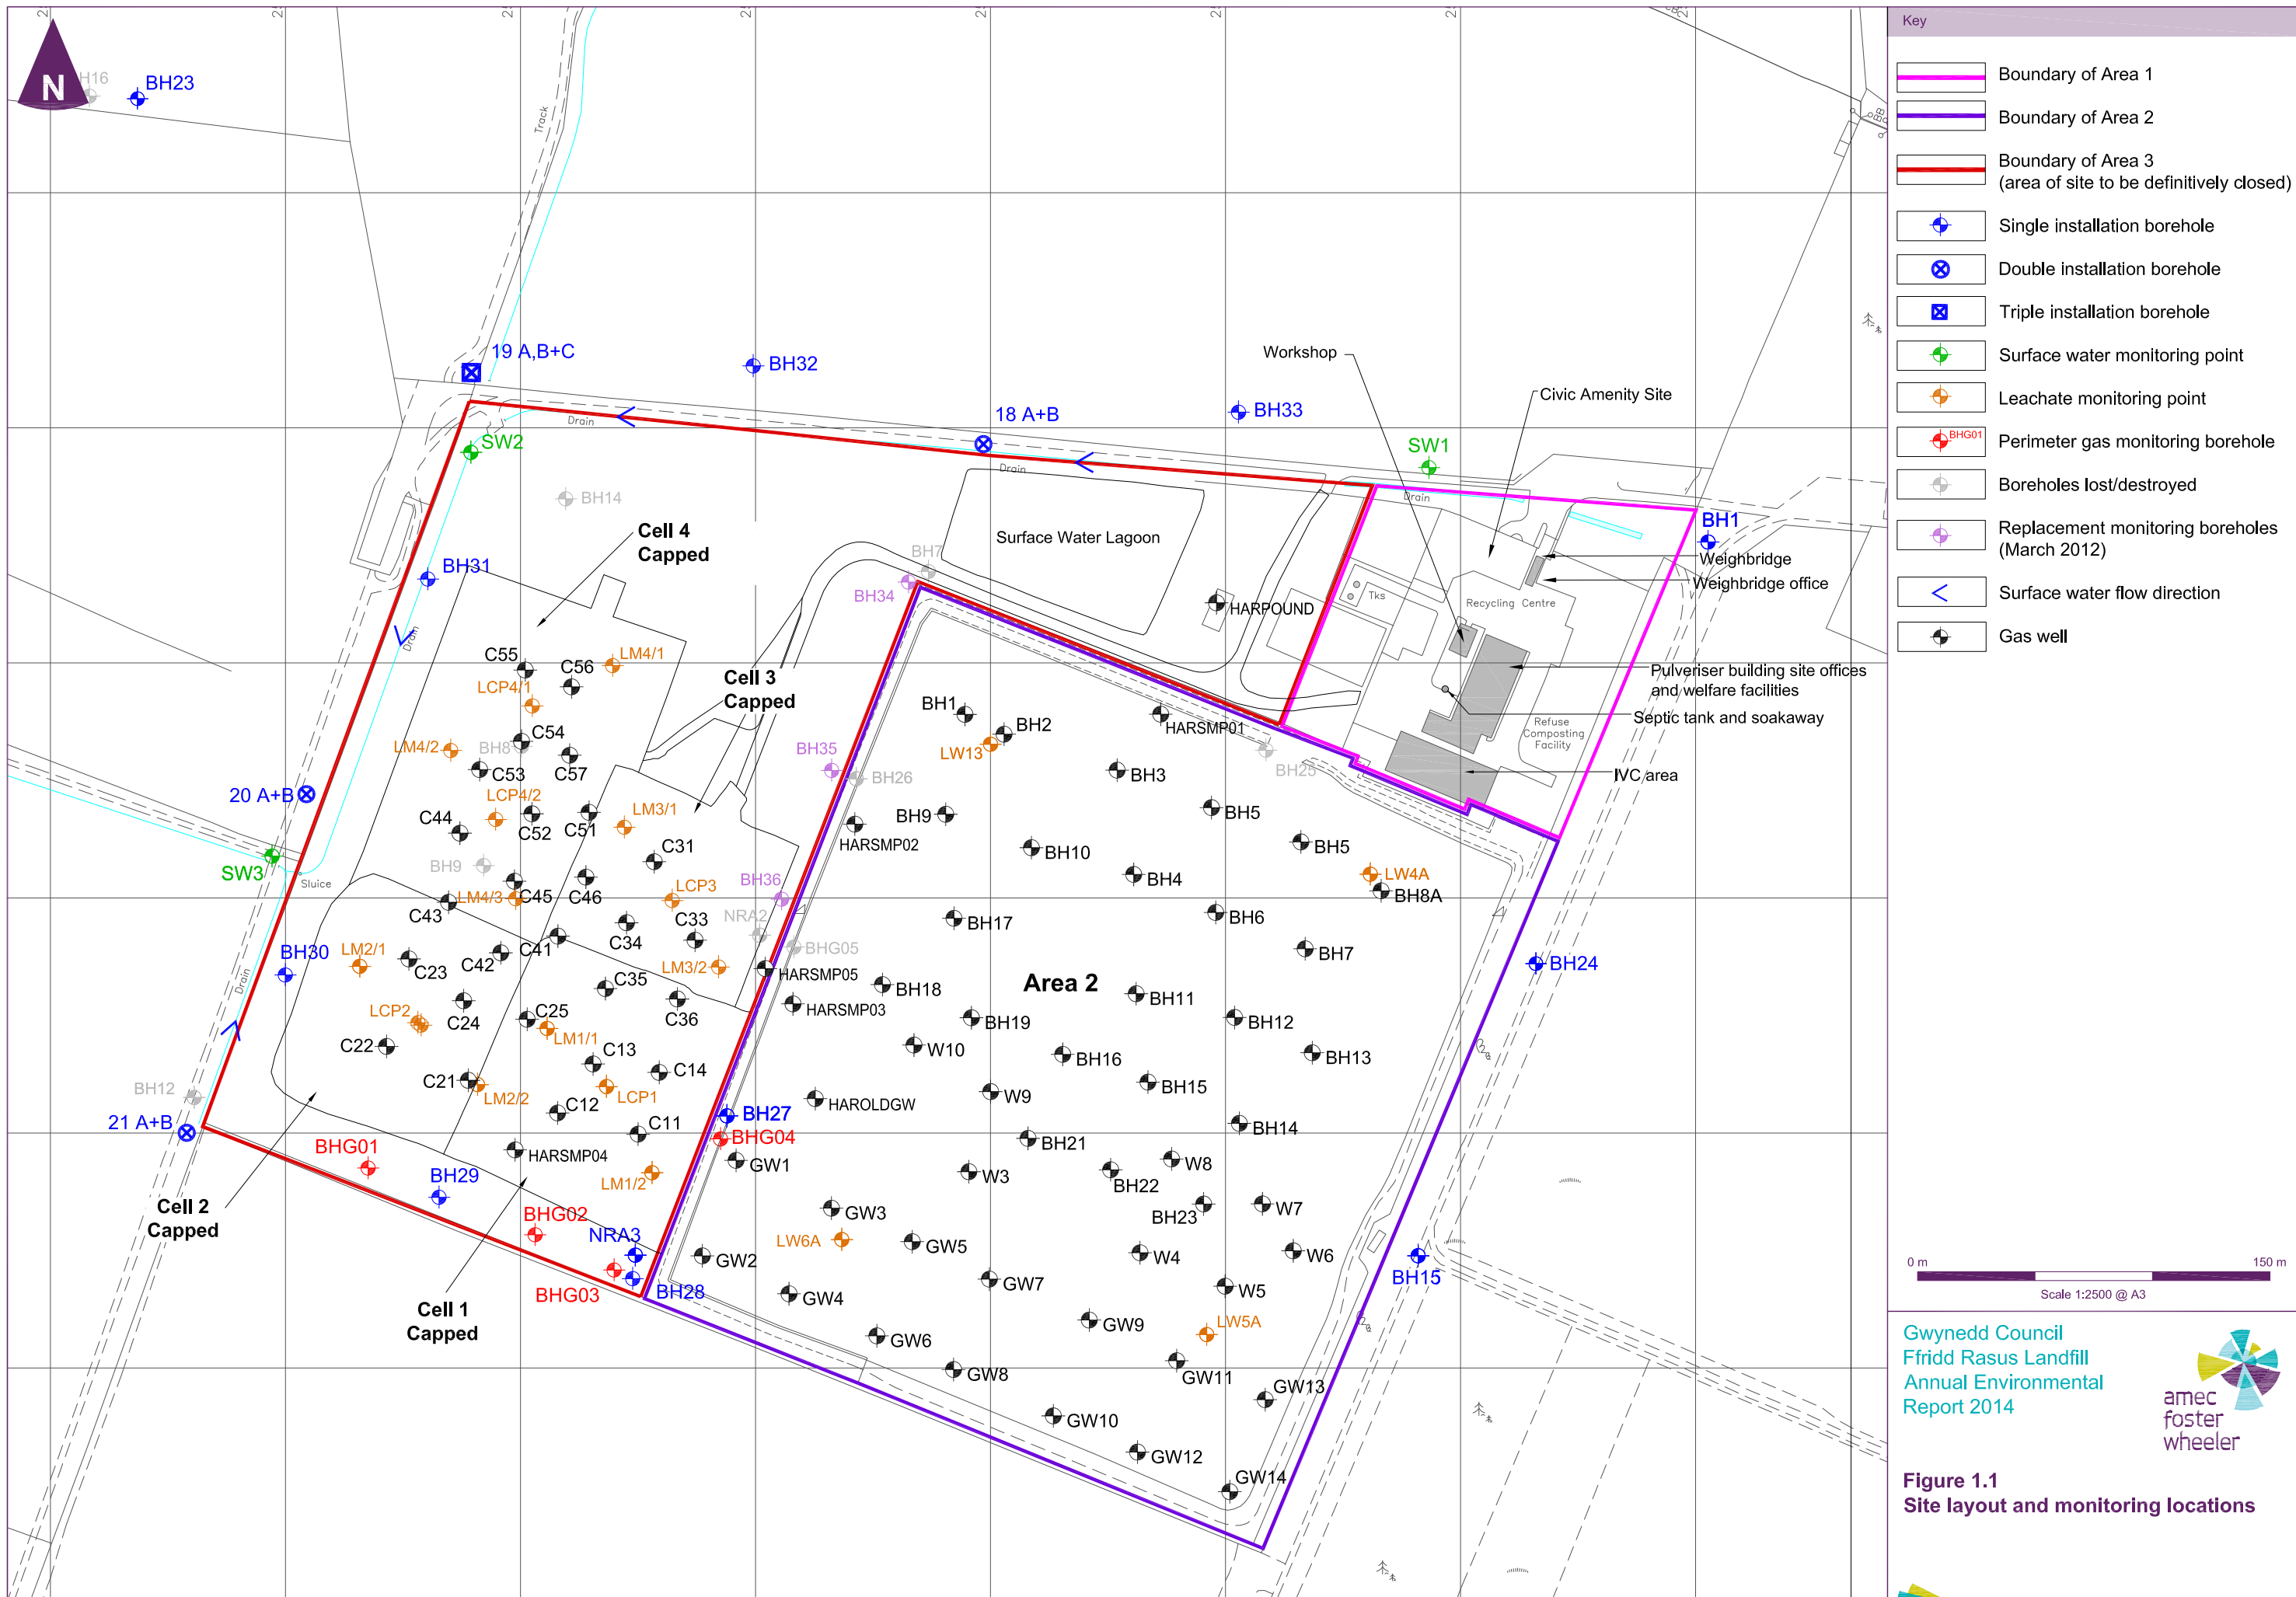 N
H16
BH23
Track
19 A,B+C
BH32
18 A+B
BH33
Workshop
Civic Amenity Site
SW1
SW2
Drain
Drain
Drain
BH14
Cell 4
Capped
Surface Water Lagoon
BH1
Weighbridge
Weighbridge office
BH7
BH34
BH31
Drain
HARPOUND
Tks
Recycling Centre
C55
C56
LM4/1
LCP4/1
Cell 3
Capped
Pulveriser building site offices
and welfare facilities
Septic tank and soakaway
Refuse
Composting
Facility
IVC area
BH1
BH2
LW13
HARSMP01
BH25
C54
BH8
LM4/2
C53
C57
BH35
BH26
BH3
20 A+B
LCP4/2
C44
C52
C51
LM3/1
BH9
HARSMP02
BH5
BH10
BH5
SW3
Sluice
BH9
C31
BH4
LW4A
BH8A
C43
LM4/3
C45
C46
LCP3
BH36
C33
C34
NRA2
BHG05
BH17
BH6
BH7
BH24
BH30
LM2/1
C23
C42
C41
LM3/2
HARSMP05
Area 2
Drain
C35
HARSMP03
BH18
BH11
LCP2
C24
C25
C36
BH19
BH12
C22
LM1/1
C13
W10
BH16
BH13
BH12
C21
LM2/2
C14
LCP1
BH15
W9
HAROLDGW
21 A+B
C12
C11
BH27
BHG04
BH21
BH14
BHG01
HARSMP04
GW1
W3
W8
BH22
BH29
LM1/2
Cell 2
Capped
GW3
BH23
W7
BHG02
NRA3
LW6A
GW5
W4
W6
GW2
BH15
BHG03
BH28
GW4
GW7
W5
Cell 1
Capped
GW6
GW9
LW5A
GW8
GW11
GW13
GW10
GW12
GW14
Key
Boundary of Area 1
Boundary of Area 2
Boundary of Area 3
(area of site to be definitively closed)
Single installation borehole
Double installation borehole
Triple installation borehole
Surface water monitoring point
Leachate monitoring point
BHG01
Perimeter gas monitoring borehole
Boreholes lost/destroyed
Replacement monitoring boreholes
(March 2012)
Surface water flow direction
Gas well
0 m
150 m
Scale 1:2500 @ A3
Gwynedd Council
Ffridd Rasus Landfill
Annual Environmental
Report 2014
amec
foster
wheeler
Figure 1.1
Site layout and monitoring locations